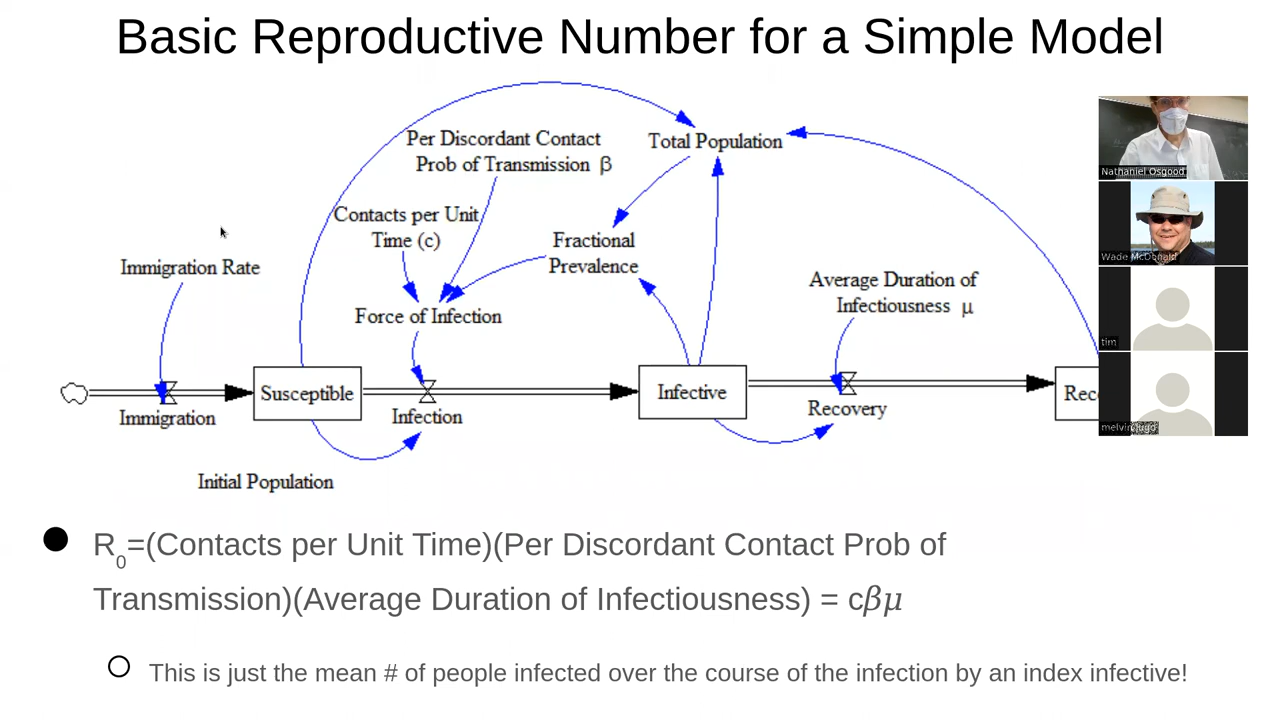 Basic Reproductive Number for a Simple Model
Per Discordant Contact
Prob of Transmission β
Total Population
Contacts per Unit
Time (c)
Fractional
Prevalence
Immigration Rate
Average Duration of
Infectiousness μ
Force of Infection
Susceptible
Infective
Immigration
Infection
Recovery
Initial Population
Nathaniel Osgood
Wade McDonald
tim
R₀=(Contacts per Unit Time)(Per Discordant Contact Prob of
Transmission)(Average Duration of Infectiousness) = cβμ
This is just the mean # of people infected over the course of the infection by an index infective!